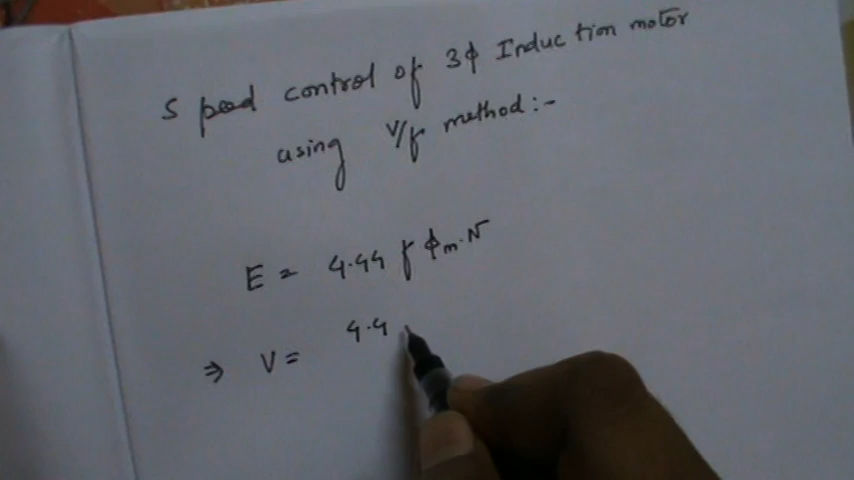 Speed control of 3ϕ Induction motor
using V/f method:-
E = 4.44 f ϕm.N
⇒ V = 4.4